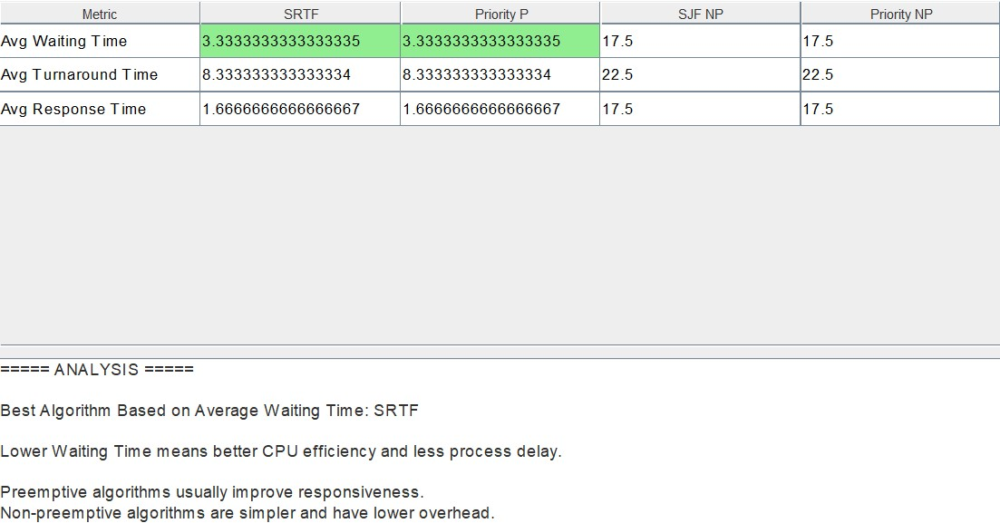 Metric SRTF Priority P SJF NP Priority NP
Avg Waiting Time 3.3333333333333335 3.3333333333333335 17.5 17.5
Avg Turnaround Time 8.333333333333334 8.333333333333334 22.5 22.5
Avg Response Time 1.6666666666666667 1.6666666666666667 17.5 17.5
===== ANALYSIS =====
Best Algorithm Based on Average Waiting Time: SRTF
Lower Waiting Time means better CPU efficiency and less process delay.
Preemptive algorithms usually improve responsiveness.
Non-preemptive algorithms are simpler and have lower overhead.